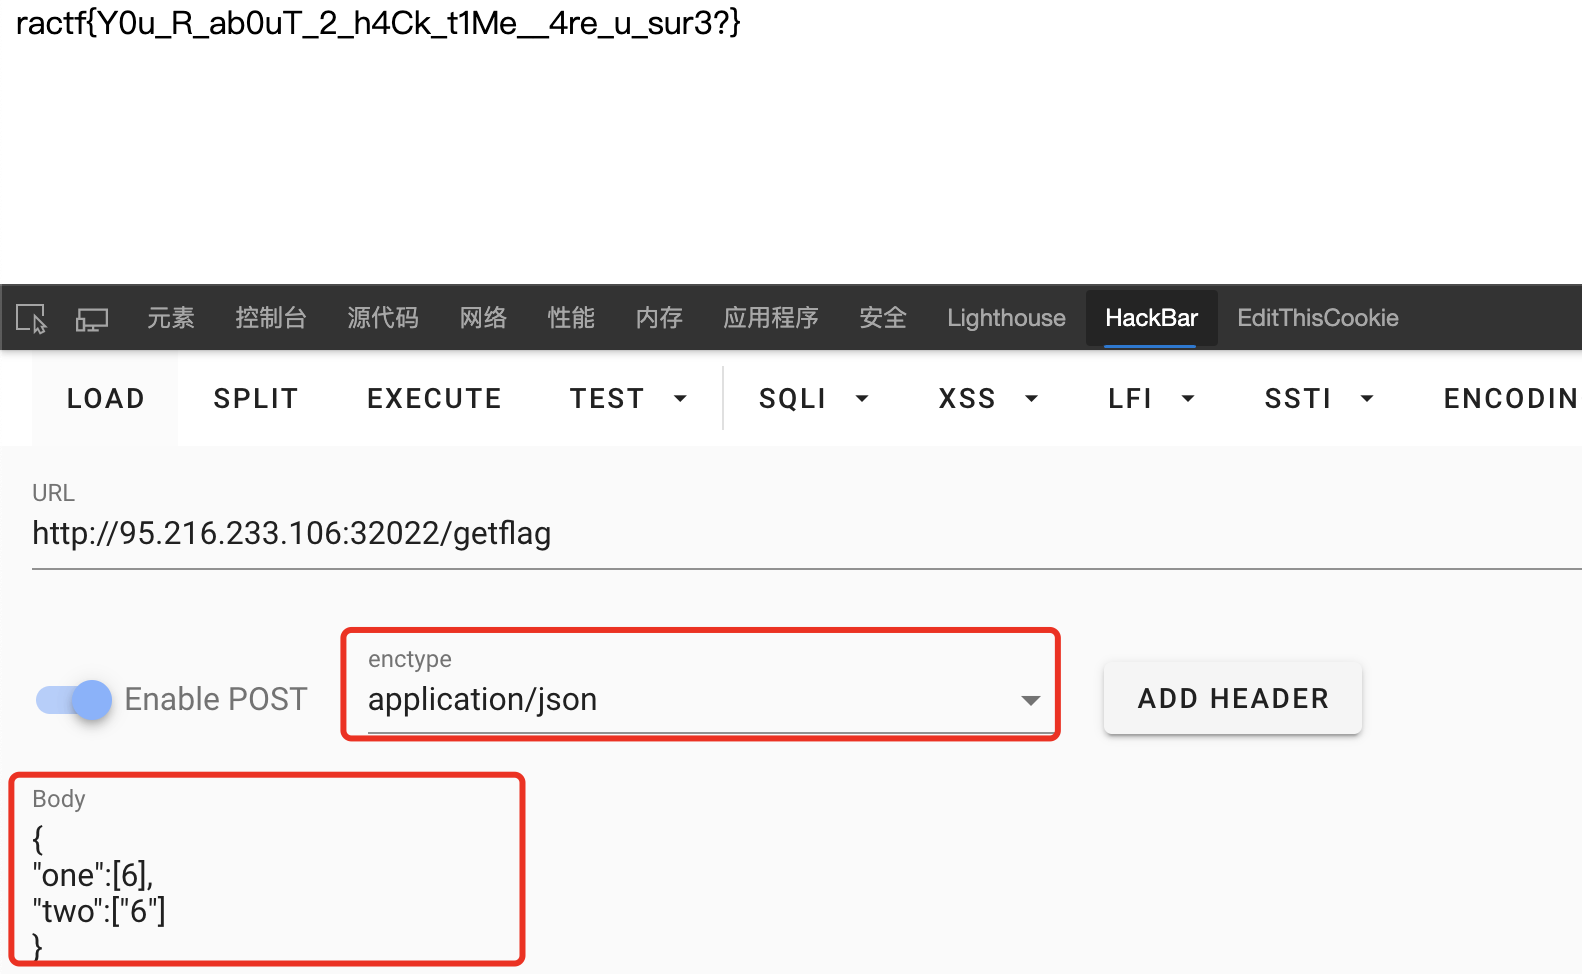 ractf{Y0u_R_ab0uT_2_h4Ck_t1Me__4re_u_sur3?}
元素 控制台 源代码 网络 性能 内存 应用程序 安全 Lighthouse HackBar EditThisCookie
LOAD SPLIT EXECUTE TEST SQLI XSS LFI SSTI ENCODIN
URL
http://95.216.233.106:32022/getflag
enctype
Enable POST application/json ADD HEADER
Body
{
"one":[6],
"two":["6"]
}